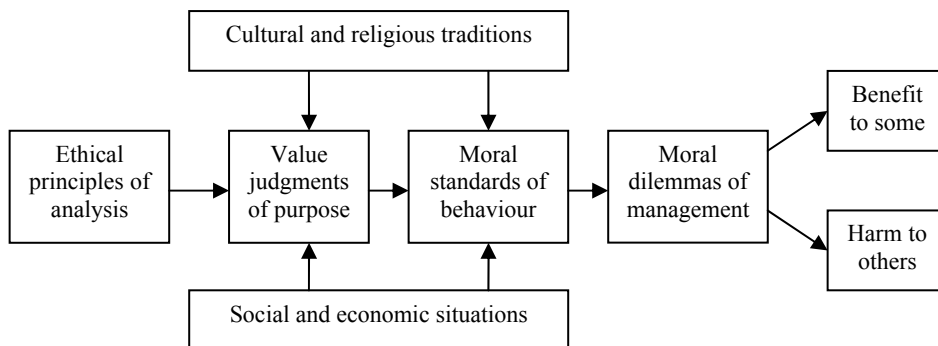 Cultural and religious traditions
Ethical
principles of
analysis
Value
judgments
of purpose
Moral
standards of
behaviour
Moral
dilemmas of
management
Benefit
to some
Harm to
others
Social and economic situations